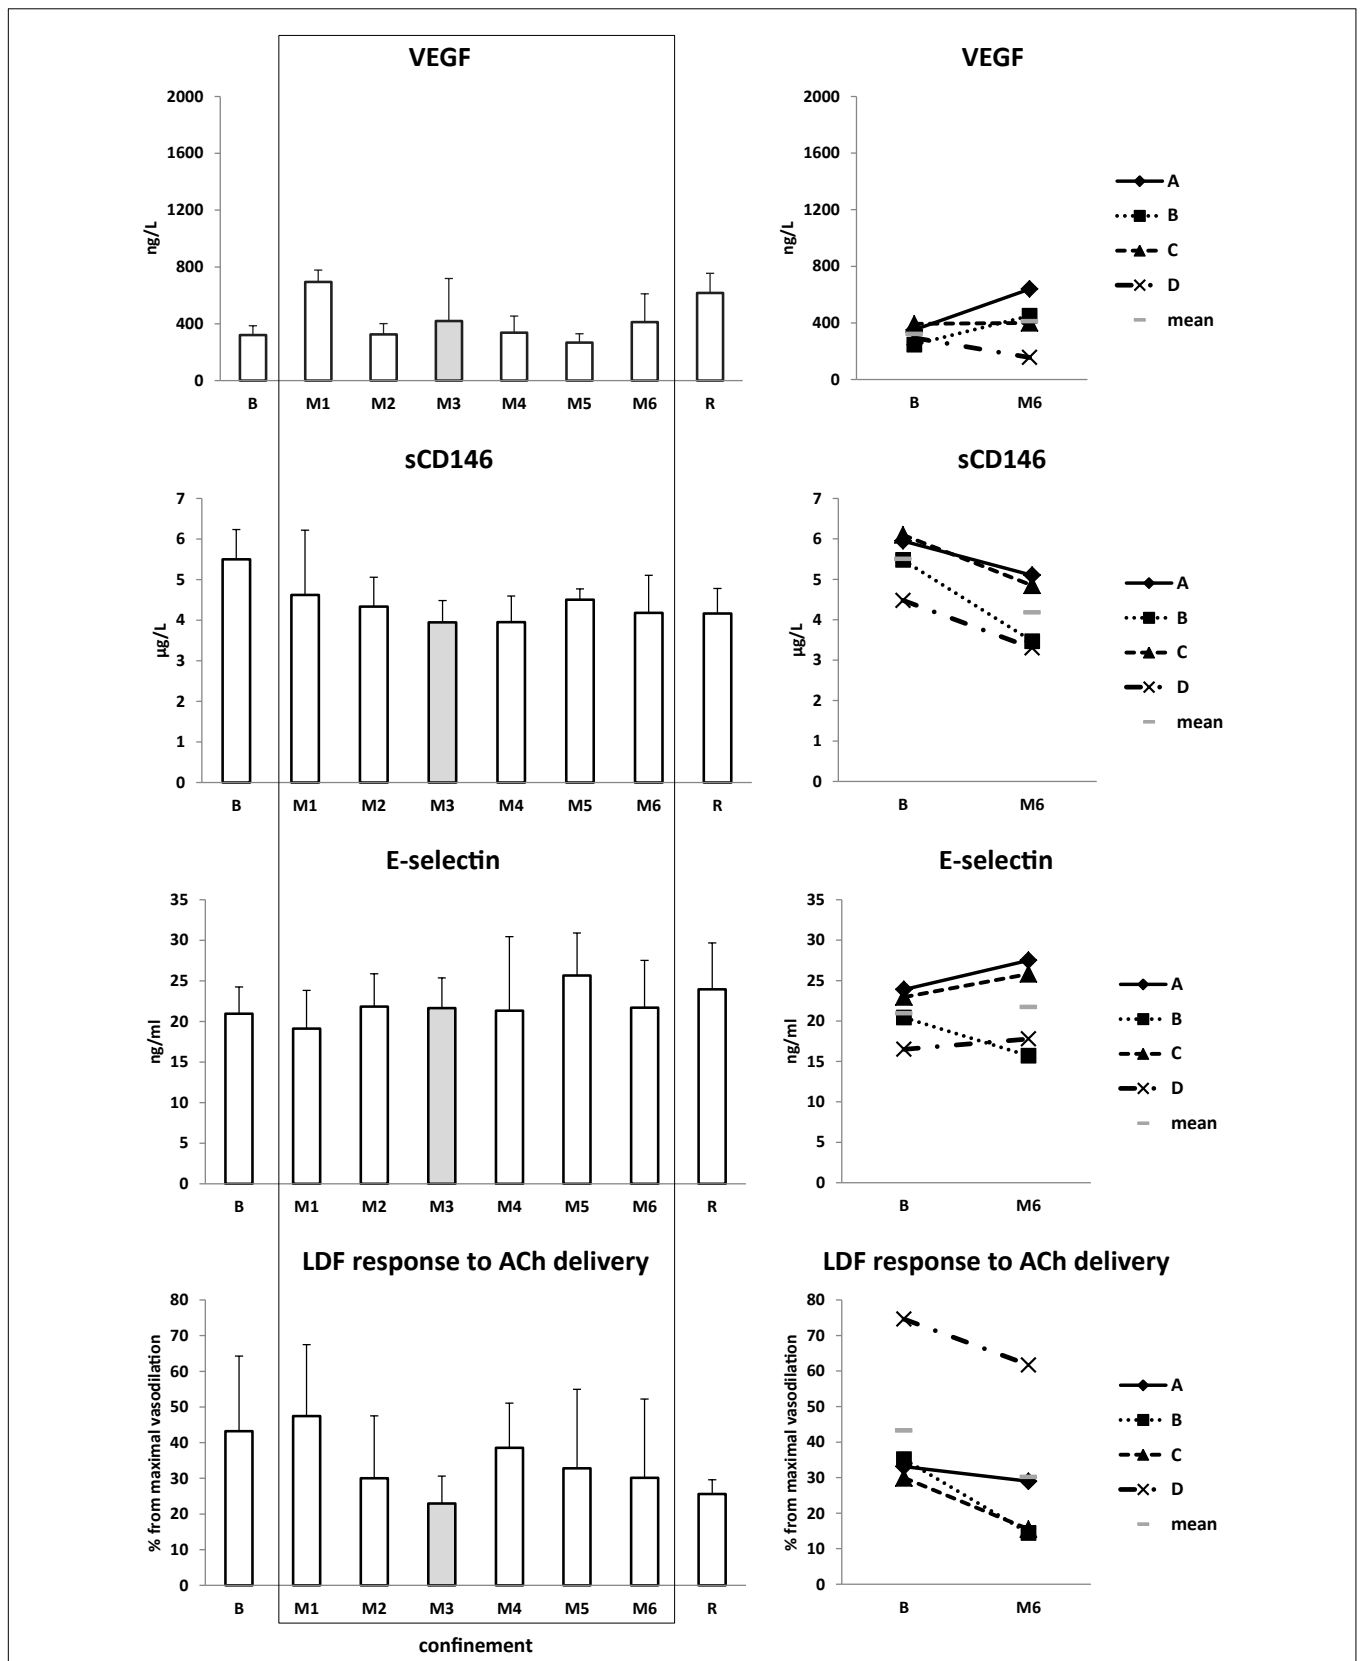 VEGF
2000
1600
1200
800
400
0
ng/L
B M1 M2 M3 M4 M5 M6 R
VEGF
2000
1600
1200
800
400
0
ng/L
B M6
A
B
C
D
mean
sCD146
7
6
5
4
3
2
1
0
µg/L
B M1 M2 M3 M4 M5 M6 R
sCD146
7
6
5
4
3
2
1
0
µg/L
B M6
A
B
C
D
mean
E-selectin
35
30
25
20
15
10
5
0
ng/ml
B M1 M2 M3 M4 M5 M6 R
E-selectin
35
30
25
20
15
10
5
0
ng/ml
B M6
A
B
C
D
mean
LDF response to ACh delivery
80
70
60
50
40
30
20
10
0
% from maximal vasodilation
B M1 M2 M3 M4 M5 M6 R
confinement
LDF response to ACh delivery
80
70
60
50
40
30
20
10
0
% from maximal vasodilation
B M6
A
B
C
D
mean